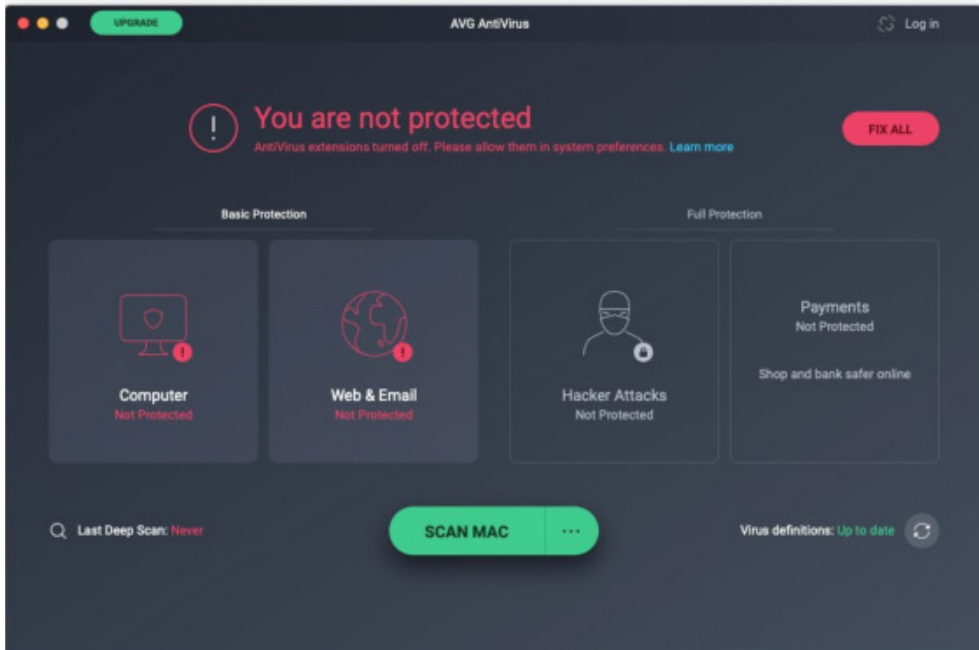 UPGRADE
AVG AntiVirus
Log in
You are not protected
AntiVirus extensions turned off. Please allow them in system preferences. Learn more
FIX ALL
Basic Protection
Full Protection
Computer
Not Protected
Web & Email
Not Protected
Hacker Attacks
Not Protected
Payments
Not Protected
Shop and bank safer online
Last Deep Scan: Never
SCAN MAC
...
Virus definitions: Up to date